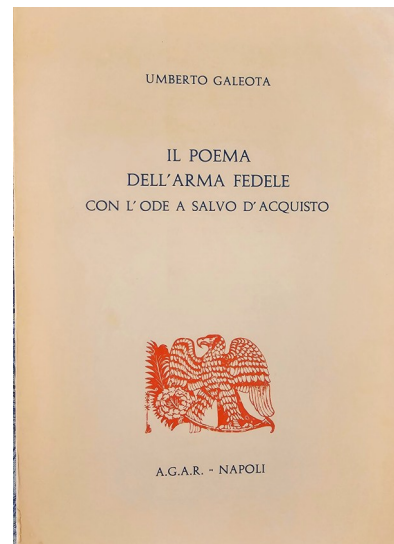 UMBERTO GALEOTA
IL POEMA
DELL'ARMA FEDELE
CON L'ODE A SALVO D'ACQUISTO
A.G.A.R. - NAPOLI